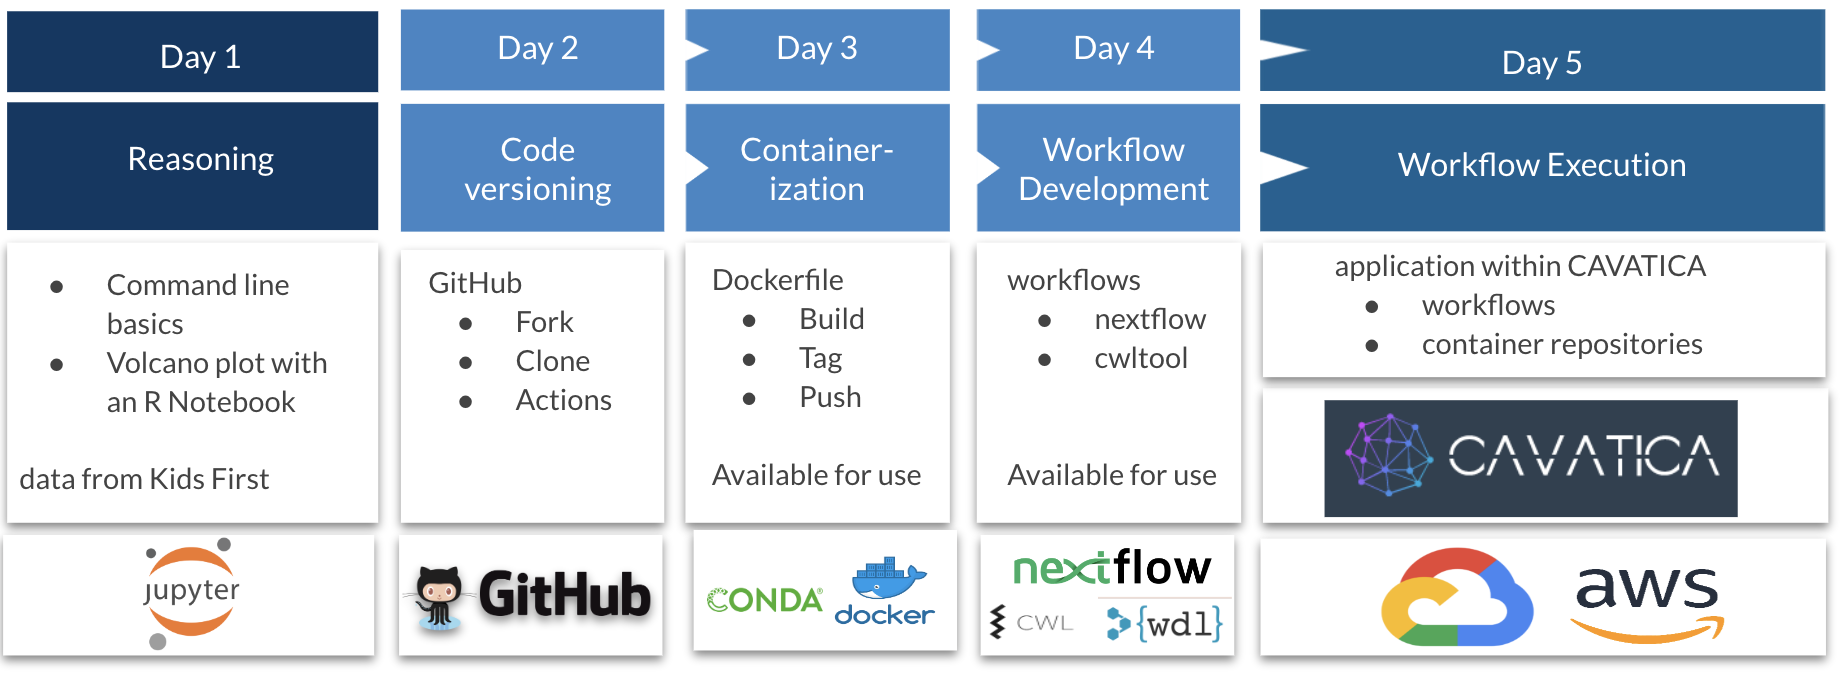 Day 1
Reasoning
● Command line
basics
● Volcano plot with
an R Notebook
data from Kids First
jupyter
Day 2
Code
versioning
GitHub
● Fork
● Clone
● Actions
GitHub
Day 3
Container-
ization
Dockerfile
● Build
● Tag
● Push
Available for use
CONDA®
docker
Day 4
Workflow
Development
workflows
● nextflow
● cwltool
Available for use
nextflow
CWL
{wdl}
Day 5
Workflow Execution
application within CAVATICA
● workflows
● container repositories
CAVATICA
aws